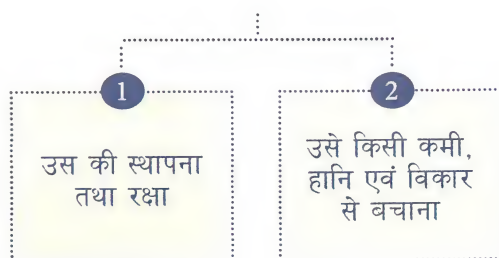 1
उस की स्थापना
तथा रक्षा
2
उसे किसी कमी,
हानि एवं विकार
से बचाना